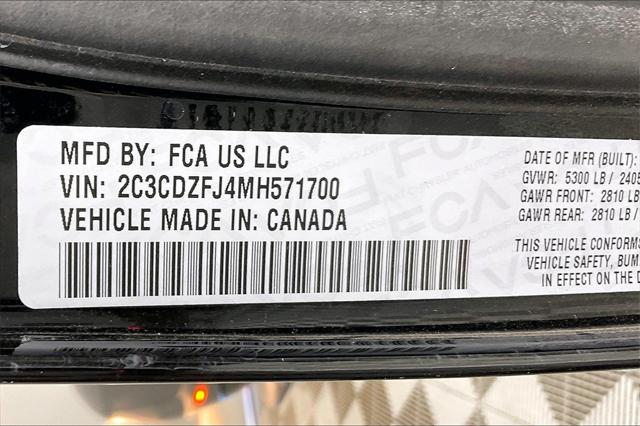 MFD BY: FCA US LLC
VIN: 2C3CDZFJ4MH571700
VEHICLE MADE IN: CANADA
DATE OF MFR (BUILT):
GVWR: 5300 LB / 2405
GAWR FRONT: 2810 LB
GAWR REAR: 2810 LB /
THIS VEHICLE CONFORMS
VEHICLE SAFETY, BUM
IN EFFECT ON THE D